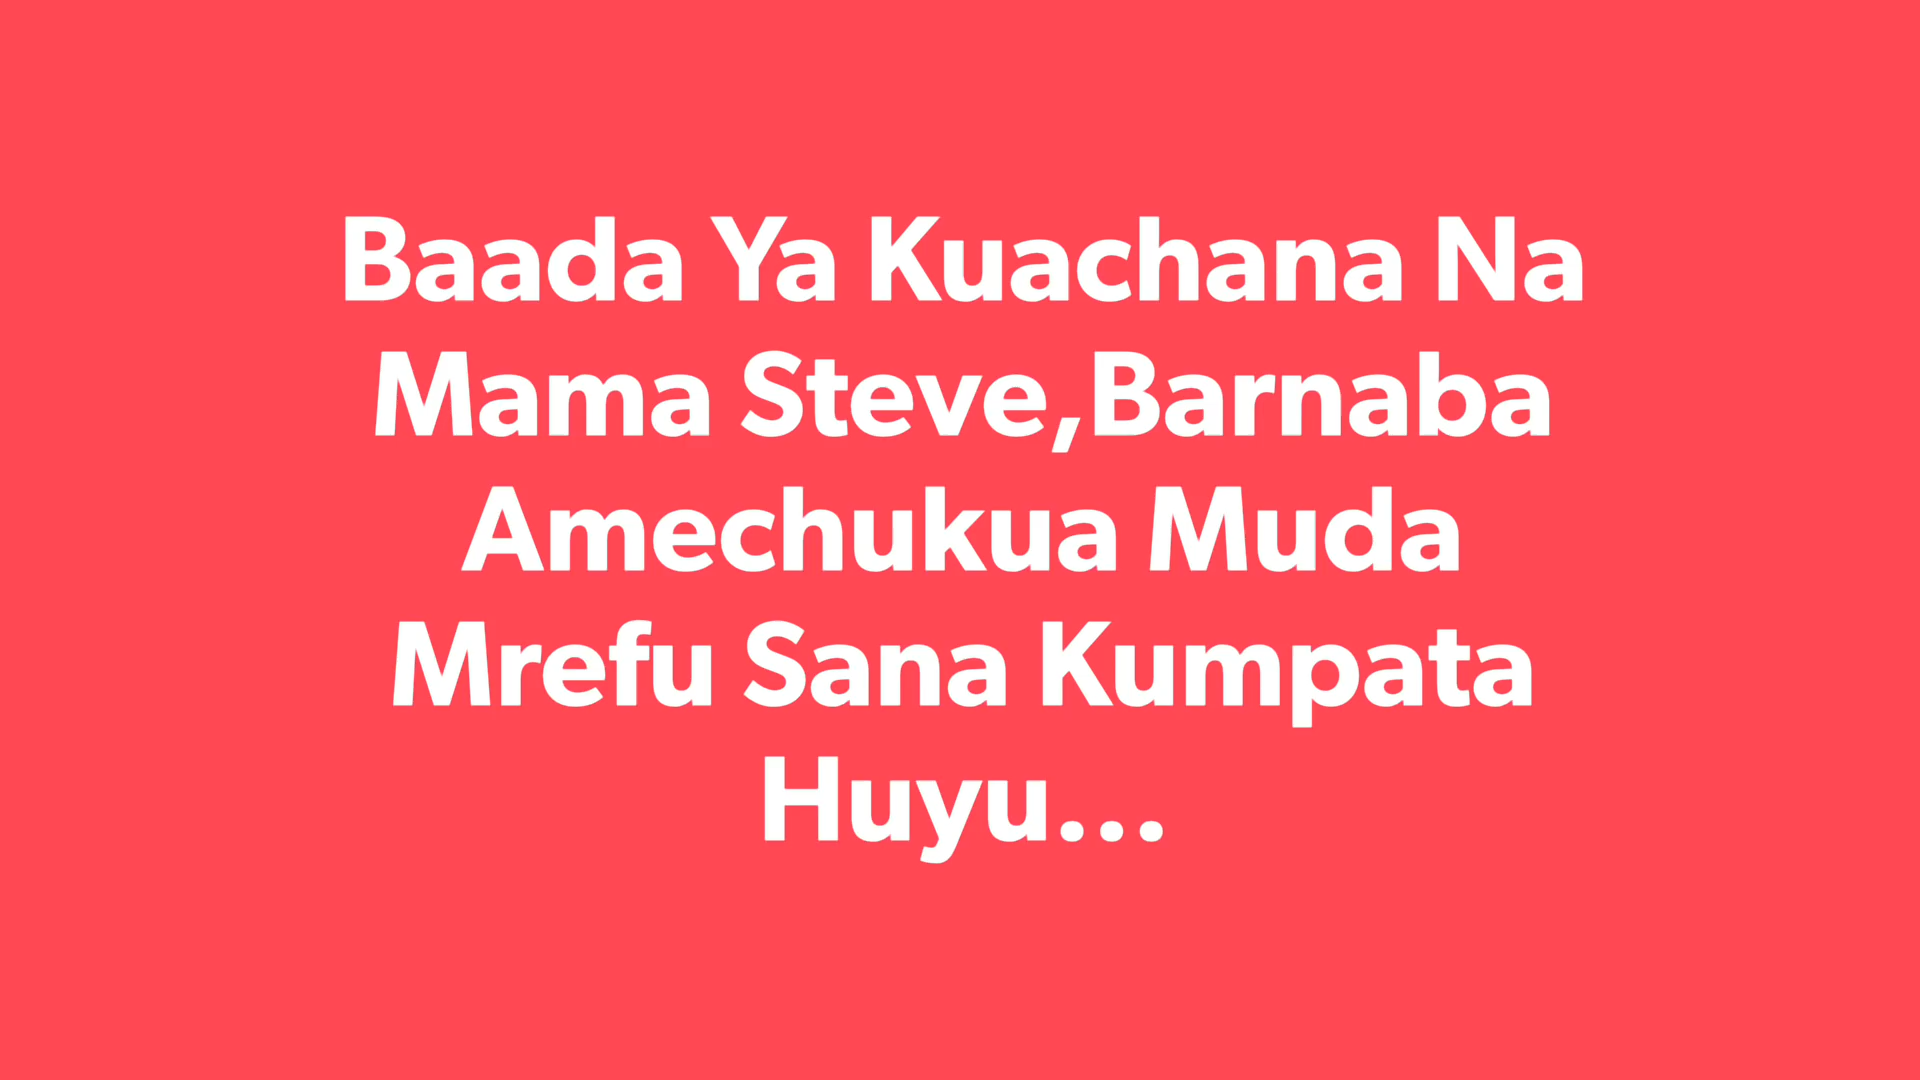 Baada Ya Kuachana Na
Mama Steve,Barnaba
Amechukua Muda
Mrefu Sana Kumpata
Huyu...